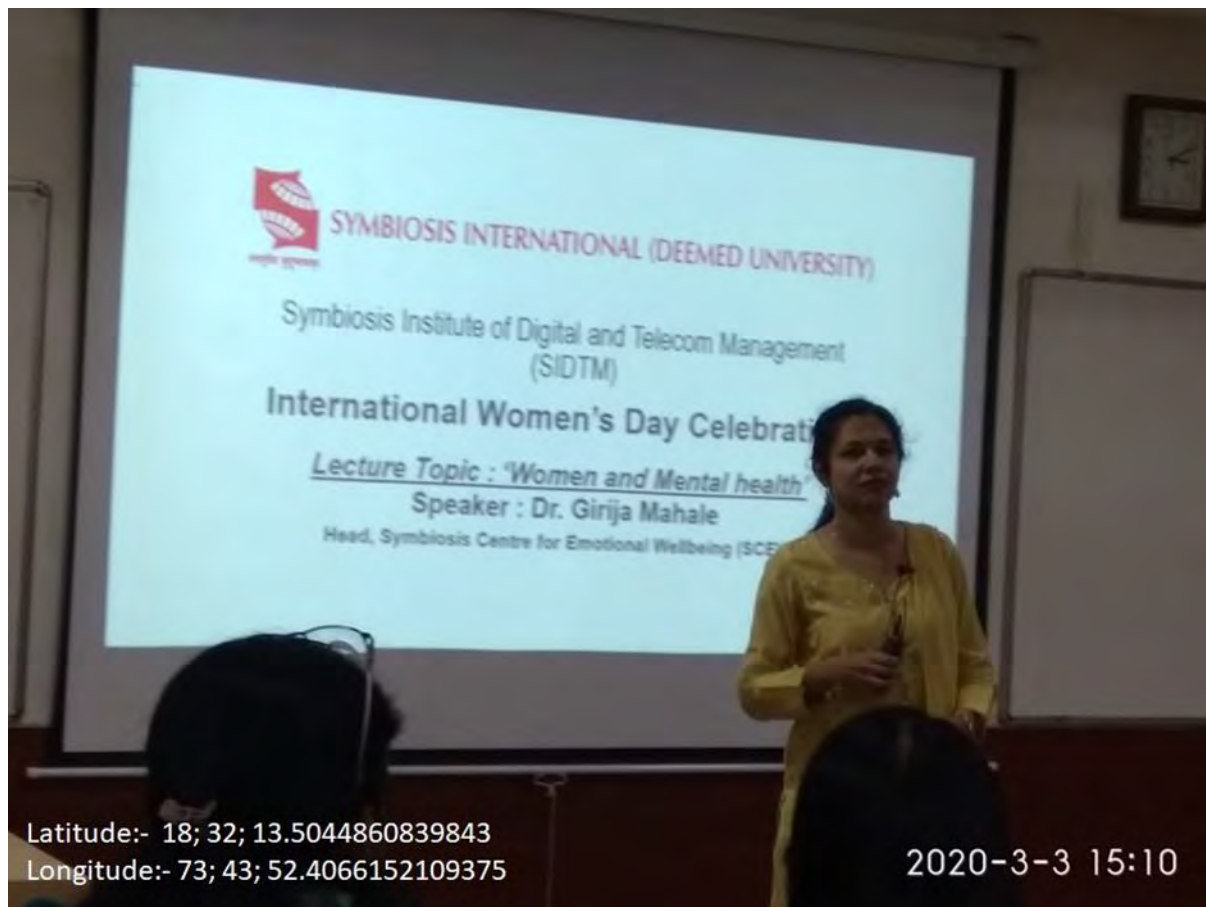 SYMBIOSIS INTERNATIONAL (DEEMED UNIVERSITY)
Symbiosis Institute of Digital and Telecom Management
(SIDTM)
International Women's Day Celebrati
Lecture Topic : 'Women and Mental health'
Speaker : Dr. Girija Mahale
Head, Symbiosis Centre for Emotional Wellbeing (SCE
Latitude:- 18; 32; 13.5044860839843
Longitude:- 73; 43; 52.4066152109375
2020-3-3 15:10